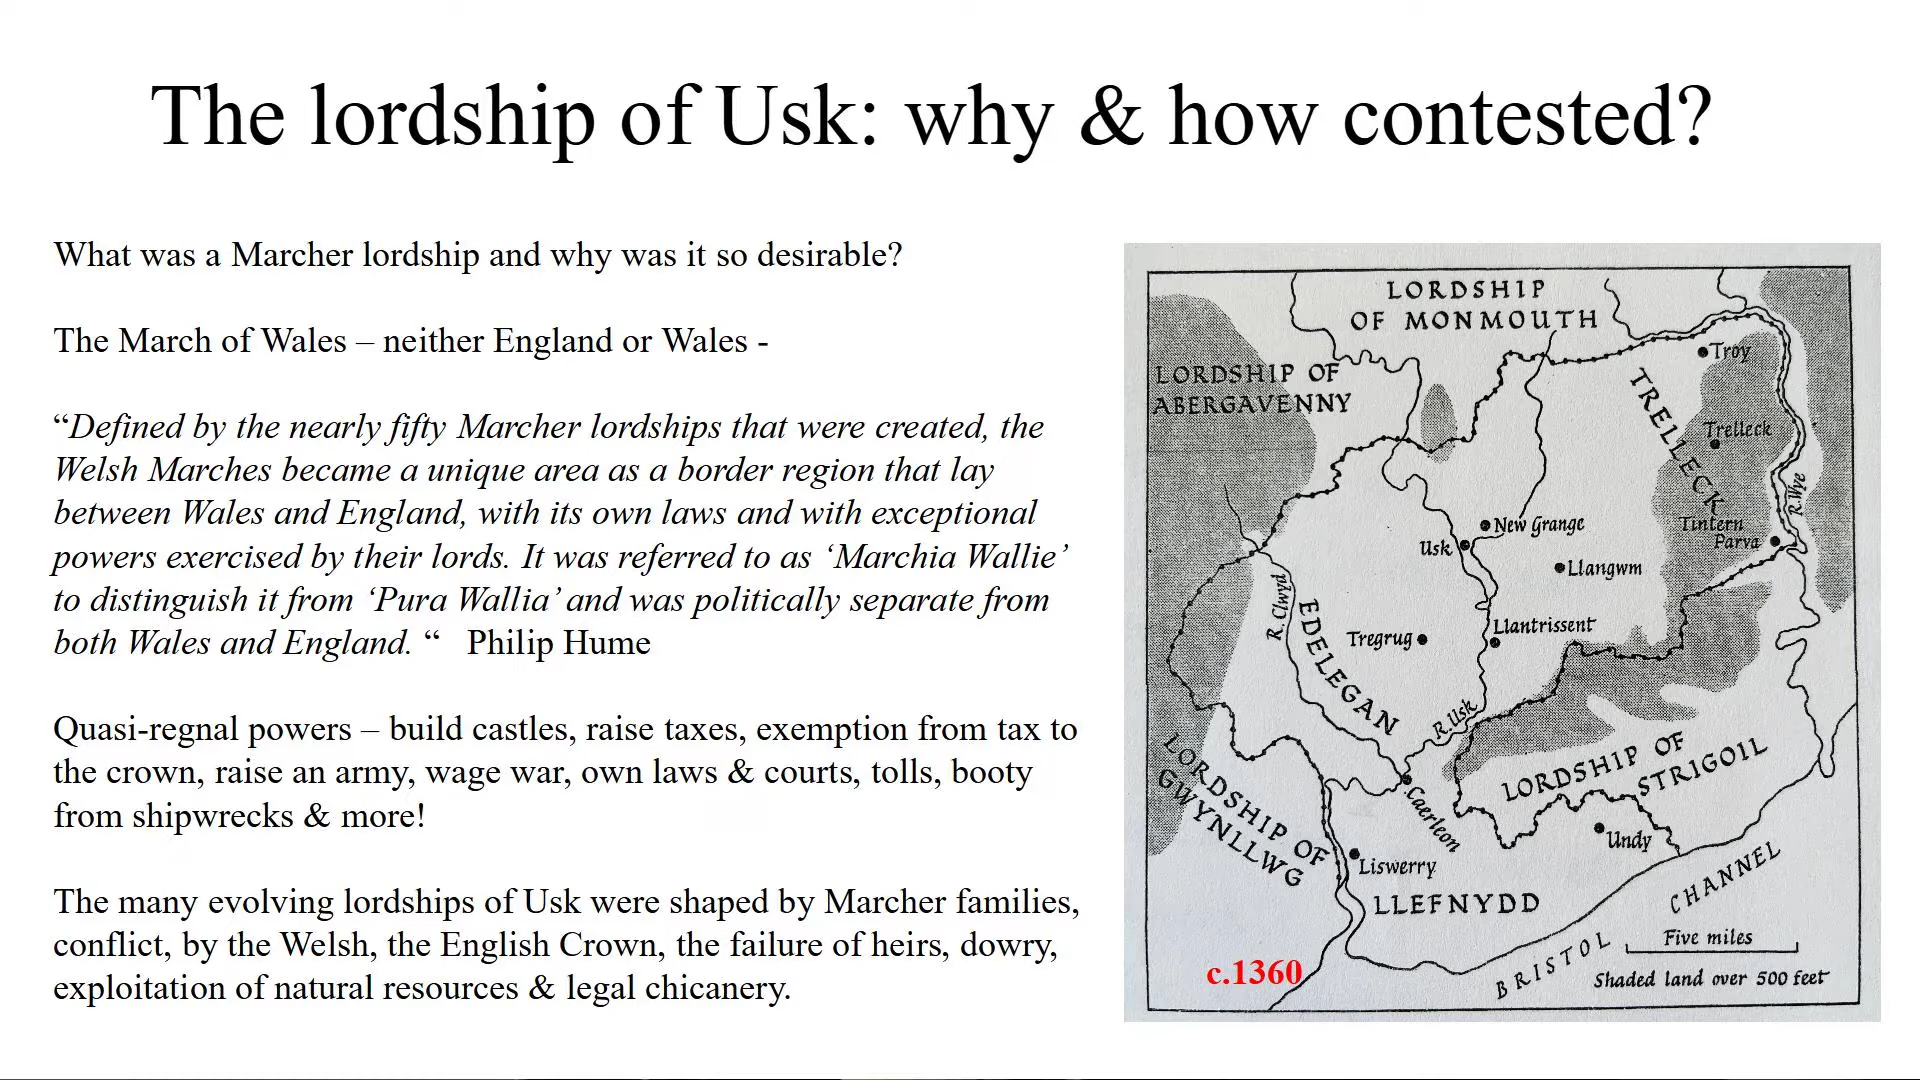 The lordship of Usk: why & how contested?
What was a Marcher lordship and why was it so desirable?
The March of Wales – neither England or Wales -
“Defined by the nearly fifty Marcher lordships that were created, the
Welsh Marches became a unique area as a border region that lay
between Wales and England, with its own laws and with exceptional
powers exercised by their lords. It was referred to as ‘Marchia Wallie’
to distinguish it from ‘Pura Wallia’ and was politically separate from
both Wales and England. “ Philip Hume
Quasi-regnal powers – build castles, raise taxes, exemption from tax to
the crown, raise an army, wage war, own laws & courts, tolls, booty
from shipwrecks & more!
The many evolving lordships of Usk were shaped by Marcher families,
conflict, by the Welsh, the English Crown, the failure of heirs, dowry,
exploitation of natural resources & legal chicanery.
LORDSHIP
OF MONMOUTH
LORDSHIP OF
ABERGAVENNY
Troy
TRELLECK
Trelleck
R. Wye
New Grange
Usk
Tintern
Parva
Llangwm
R. Clwyd
EDELEGAN
Tregrug
Llantrissent
R. Usk
LORDSHIP OF
GWYNLLWG
LORDSHIP OF
STRIGOIL
Caerleon
Undy
Liswerry
LLEFNYDD
BRISTOL CHANNEL
Five miles
Shaded land over 500 feet
c.1360